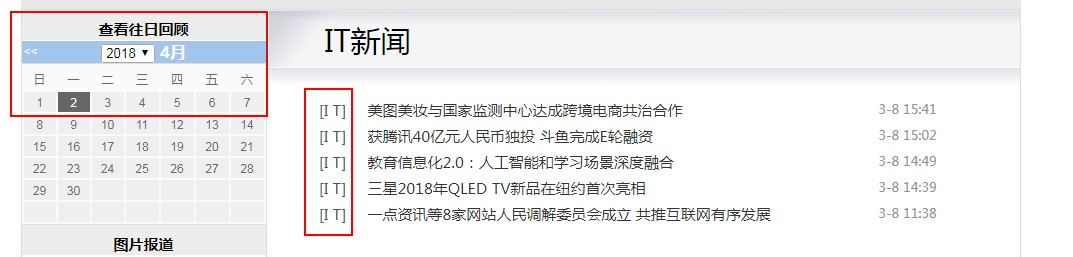 查看往日回顾
<< 2018 4月
日 一 二 三 四 五 六
1 2 3 4 5 6 7
8 9 10 11 12 13 14
15 16 17 18 19 20 21
22 23 24 25 26 27 28
29 30
图片报道
IT新闻
[I T] 美图美妆与国家监测中心达成跨境电商共治合作 3-8 15:41
[I T] 获腾讯40亿元人民币独投 斗鱼完成E轮融资 3-8 15:02
[I T] 教育信息化2.0：人工智能和学习场景深度融合 3-8 14:49
[I T] 三星2018年QLED TV新品在纽约首次亮相 3-8 14:39
[I T] 一点资讯等8家网站人民调解委员会成立 共推互联网有序发展 3-8 11:38